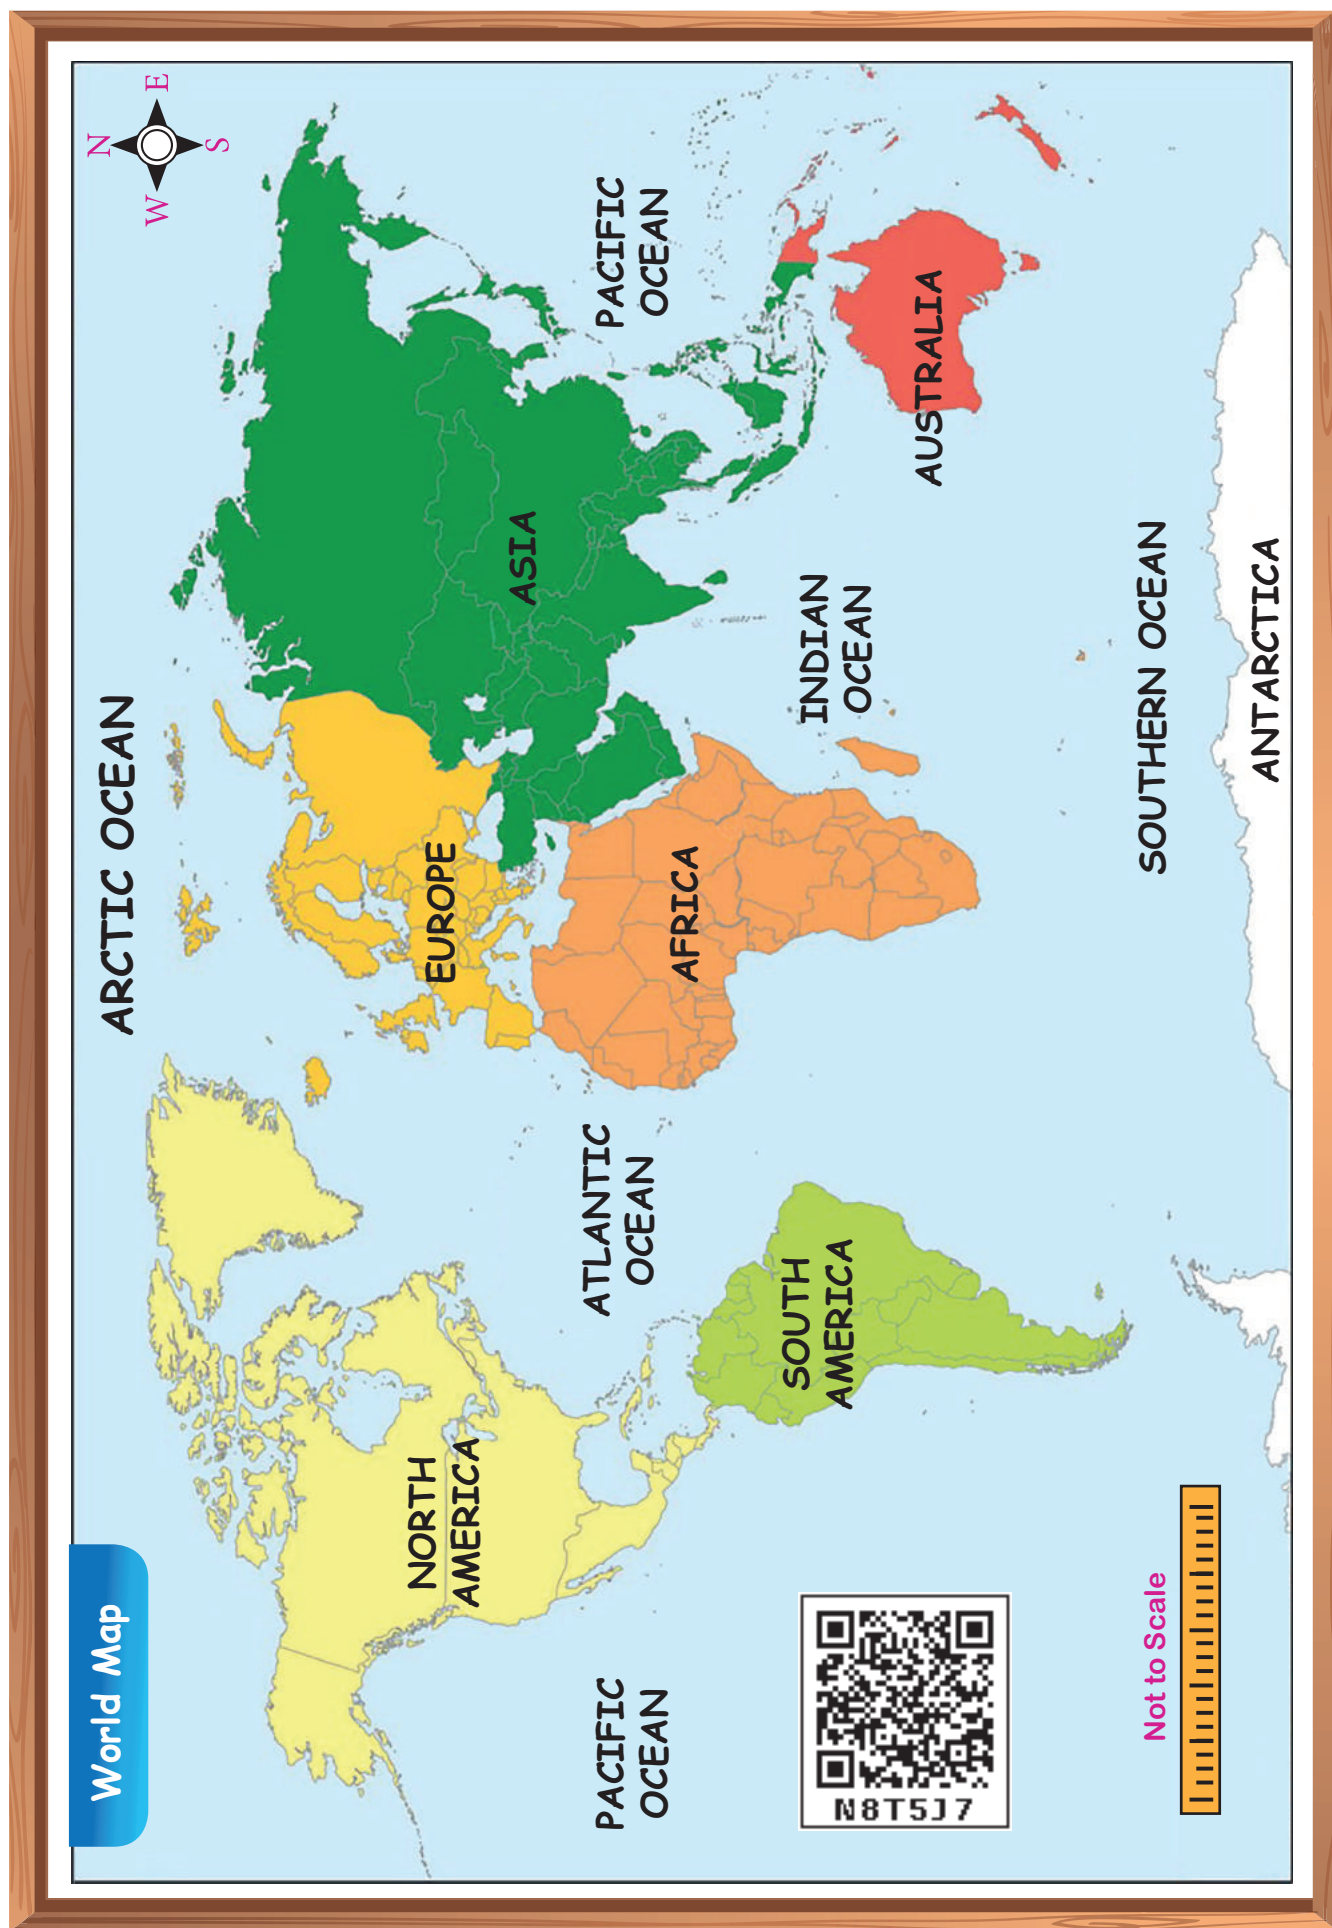 World Map
N
E
S
W
ARCTIC OCEAN
NORTH
AMERICA
EUROPE
ASIA
PACIFIC
OCEAN
ATLANTIC
OCEAN
AFRICA
PACIFIC
OCEAN
SOUTH
AMERICA
INDIAN
OCEAN
AUSTRALIA
N8T5J7
SOUTHERN OCEAN
Not to Scale
ANTARCTICA